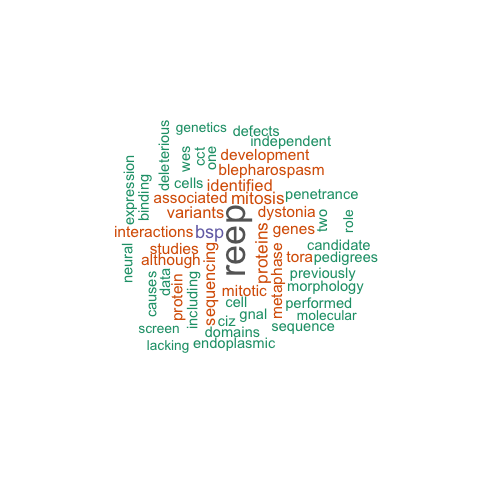 genetics
defects
independent
deleterious
wes
cct
one
development
expression
binding
blepharospasm
cells
identified
associated
mitosis
penetrance
variants
dystonia
two
role
interactions
bsp
reep
proteins
genes
neural
studies
candidate
although
sequencing
metaphase
tora
pedigrees
causes
data
protein
including
previously
mitotic
morphology
cell
performed
gnal
molecular
ciz
screen
domains
sequence
lacking
endoplasmic